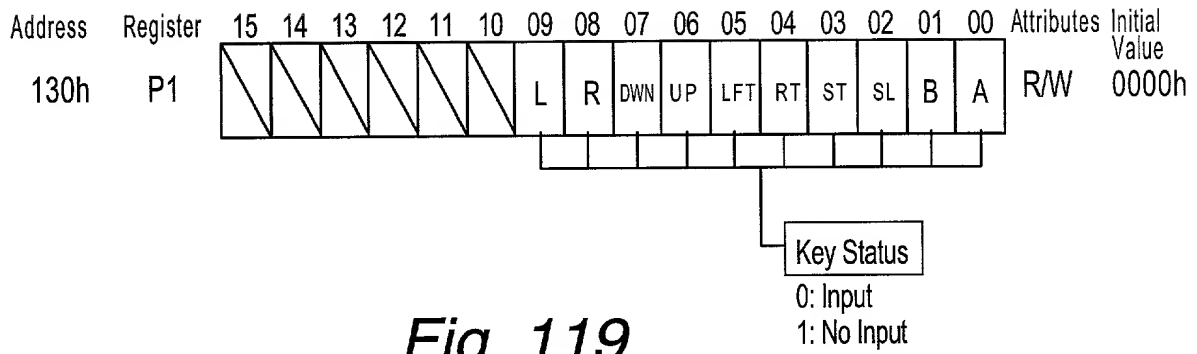 Address Register 15 14 13 12 11 10 09 08 07 06 05 04 03 02 01 00 Attributes Initial
Value
130h P1 L R DWN UP LFT RT ST SL B A R/W 0000h
Key Status
0: Input
1: No Input
Fig. 119